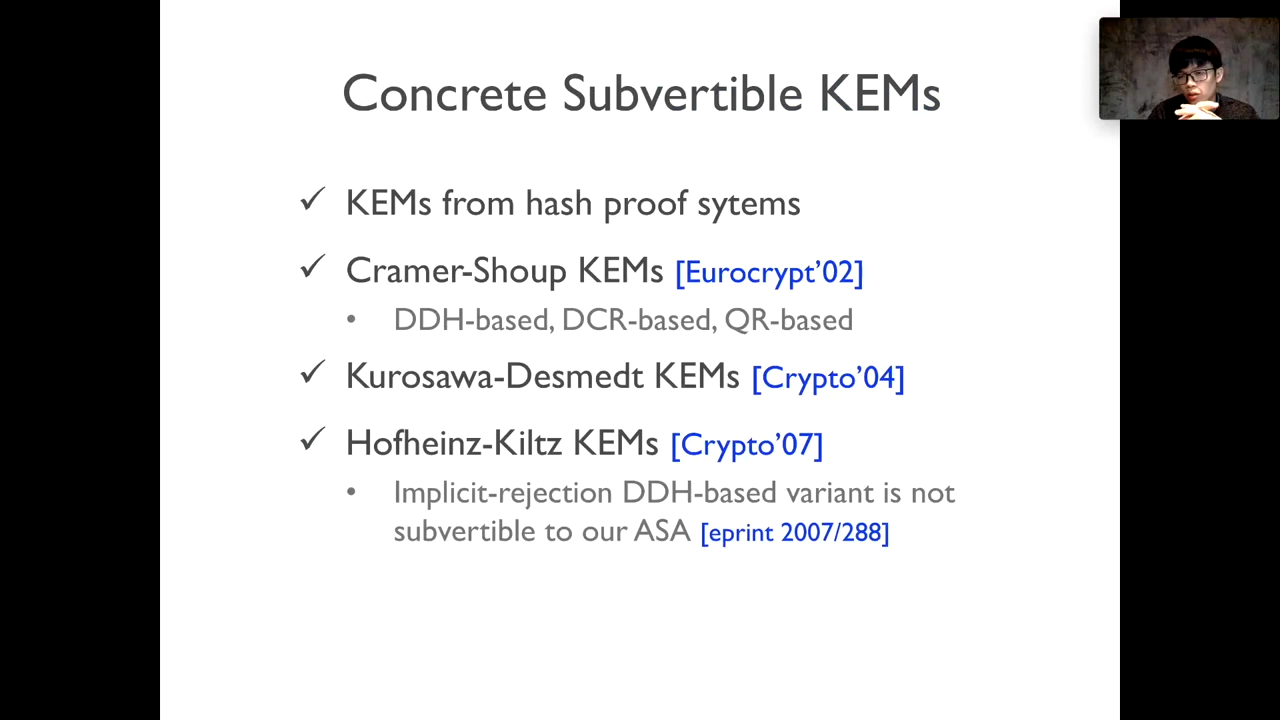 Concrete Subvertible KEMs
✓ KEMs from hash proof sytems
✓ Cramer-Shoup KEMs [Eurocrypt’02]
• DDH-based, DCR-based, QR-based
✓ Kurosawa-Desmedt KEMs [Crypto’04]
✓ Hofheinz-Kiltz KEMs [Crypto’07]
• Implicit-rejection DDH-based variant is not
subvertible to our ASA [eprint 2007/288]